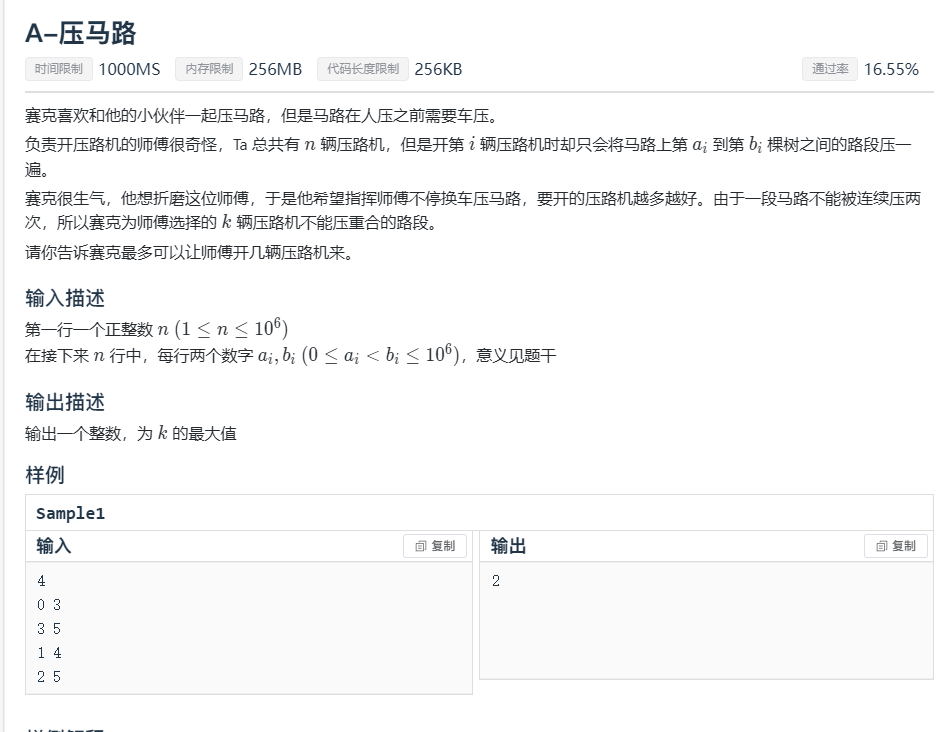 A–压马路
时间限制 1000MS 内存限制 256MB 代码长度限制 256KB 通过率 16.55%
赛克喜欢和他的小伙伴一起压马路，但是马路在人压之前需要车压。
负责开压路机的师傅很奇怪，Ta 总共有 n 辆压路机，但是开第 i 辆压路机时却只会将马路上第 a_i 到第 b_i 棵树之间的路段压一
遍。
赛克很生气，他想折磨这位师傅，于是他希望指挥师傅不停换车压马路，要开的压路机越多越好。由于一段马路不能被连续压两
次，所以赛克为师傅选择的 k 辆压路机不能压重合的路段。
请你告诉赛克最多可以让师傅开几辆压路机来。
输入描述
第一行一个正整数 n (1 ≤ n ≤ 10^6)
在接下来 n 行中，每行两个数字 a_i, b_i (0 ≤ a_i < b_i ≤ 10^6)，意义见题干
输出描述
输出一个整数，为 k 的最大值
样例
Sample1
输入 复制 输出 复制
4
0 3
3 5
1 4
2 5
2